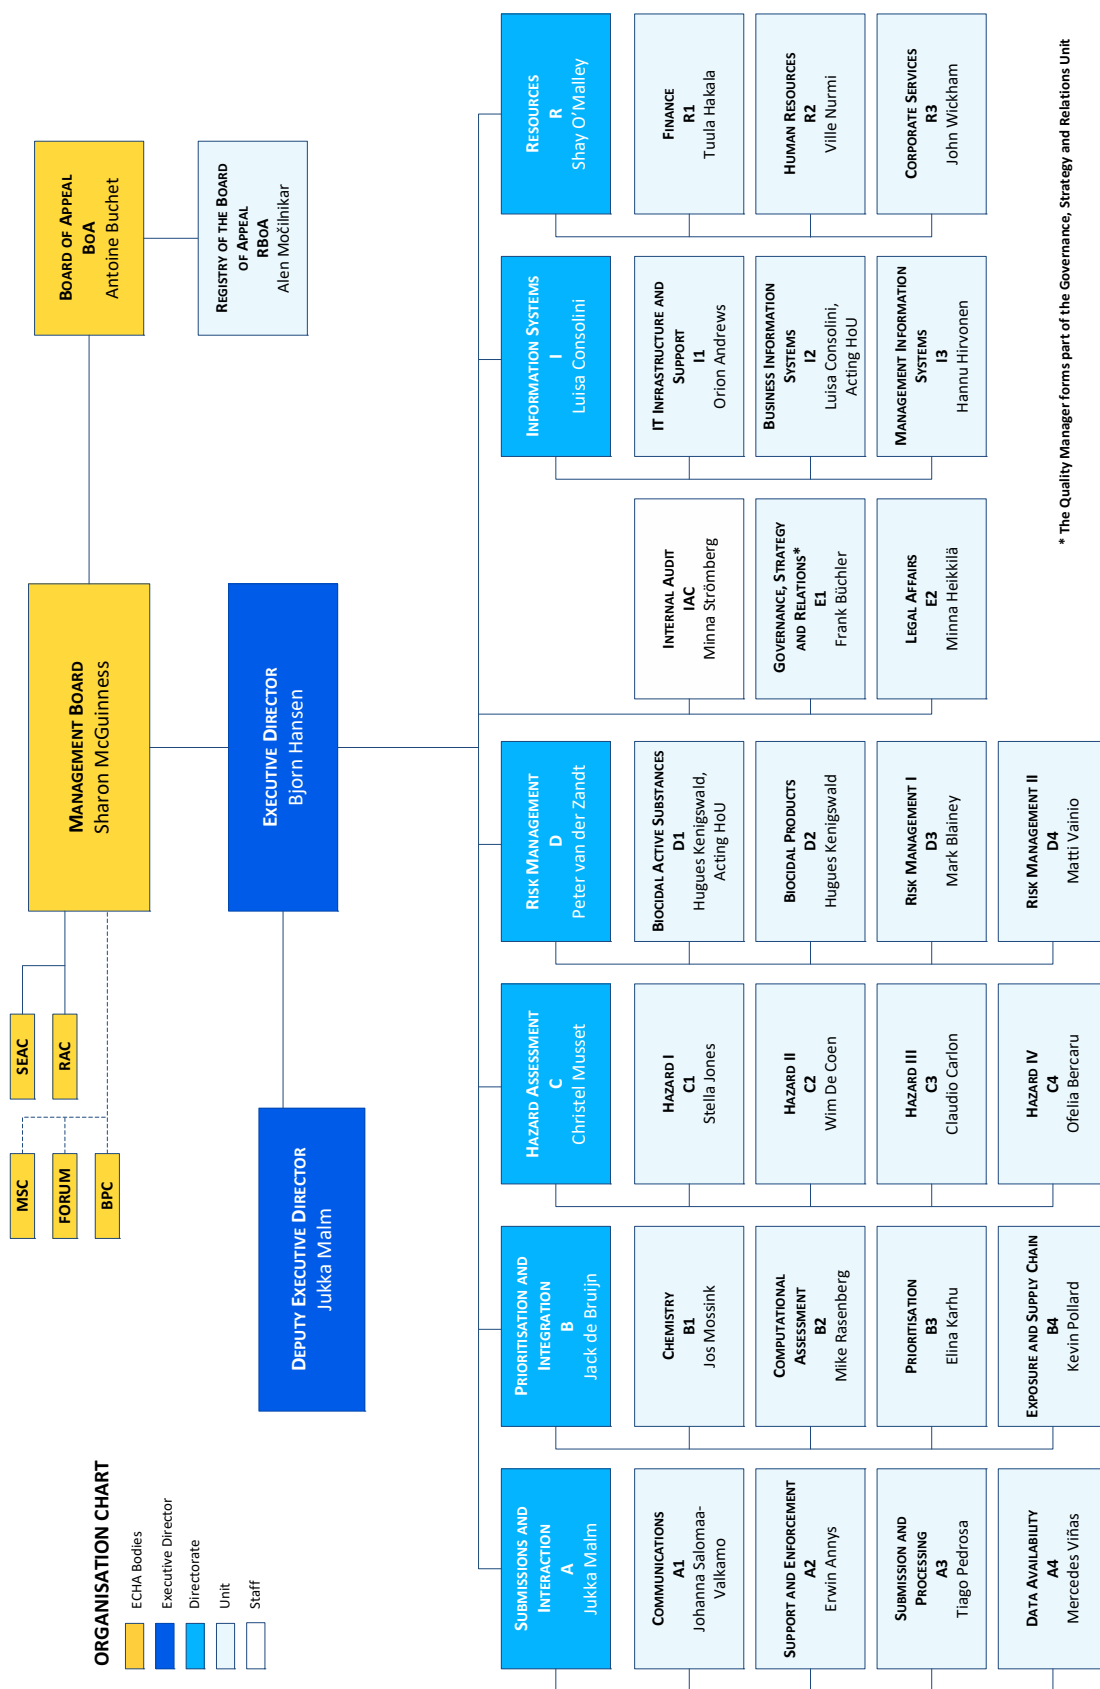 ORGANISATION CHART
ECHA Bodies
Executive Director
Directorate
Unit
Staff
MSC
FORUM
BPC
SEAC
RAC
MANAGEMENT BOARD
Sharon McGuinness
BOARD OF APPEAL
BOA
Antoine Buchet
REGISTRY OF THE BOARD
OF APPEAL
RBOA
Alen Močilnikar
EXECUTIVE DIRECTOR
Bjorn Hansen
DEPUTY EXECUTIVE DIRECTOR
Jukka Malm
SUBMISSIONS AND
INTERACTION
A
Jukka Malm
COMMUNICATIONS
A1
Johanna Salomaa-
Valkamo
SUPPORT AND ENFORCEMENT
A2
Erwin Annys
SUBMISSION AND
PROCESSING
A3
Tiago Pedrosa
DATA AVAILABILITY
A4
Mercedes Viñas
PRIORITISATION AND
INTEGRATION
B
Jack de Bruijn
CHEMISTRY
B1
Jos Mossink
COMPUTATIONAL
ASSESSMENT
B2
Mike Rasenberg
PRIORITISATION
B3
Elina Karhu
EXPOSURE AND SUPPLY CHAIN
B4
Kevin Pollard
HAZARD ASSESSMENT
C
Christel Musset
HAZARD I
C1
Stella Jones
HAZARD II
C2
Wim De Coen
HAZARD III
C3
Claudio Carlon
HAZARD IV
C4
Ofelia Bercaru
RISK MANAGEMENT
D
Peter van der Zandt
BIOCIDAL ACTIVE SUBSTANCES
D1
Hugues Kenigswald,
Acting HoU
BIOCIDAL PRODUCTS
D2
Hugues Kenigswald
RISK MANAGEMENT I
D3
Mark Blainey
RISK MANAGEMENT II
D4
Matti Vainio
INTERNAL AUDIT
IAC
Minna Strömberg
GOVERNANCE, STRATEGY
AND RELATIONS*
E1
Frank Büchler
LEGAL AFFAIRS
E2
Minna Heikkilä
INFORMATION SYSTEMS
I
Luisa Consolini
IT INFRASTRUCTURE AND
SUPPORT
I1
Orion Andrews
BUSINESS INFORMATION
SYSTEMS
I2
Luisa Consolini,
Acting HoU
MANAGEMENT INFORMATION
SYSTEMS
I3
Hannu Hirvonen
RESOURCES
R
Shay O'Malley
FINANCE
R1
Tuula Hakala
HUMAN RESOURCES
R2
Ville Nurmi
CORPORATE SERVICES
R3
John Wickham
* The Quality Manager forms part of the Governance, Strategy and Relations Unit